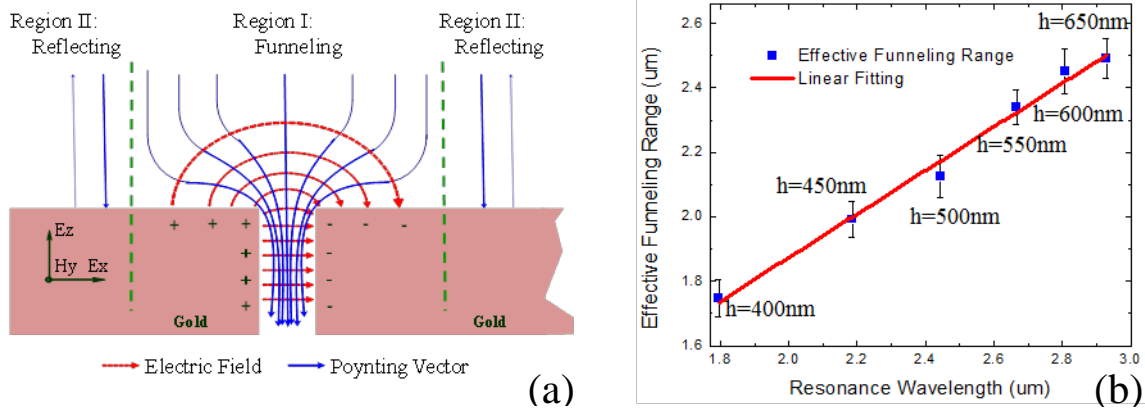 Region II:
Reflecting
Region I:
Funneling
Region II:
Reflecting
+ + + - - -
Ez
Hy Ex
+ -
+ -
+ -
+ -
Gold
Gold
Electric Field
Poynting Vector
(a)
Effective Funneling Range (um)
2.6
2.4
2.2
2.0
1.8
1.6
Effective Funneling Range
Linear Fitting
h=650nm
h=600nm
h=550nm
h=450nm
h=500nm
h=400nm
1.8 2.0 2.2 2.4 2.6 2.8 3.0
Resonance Wavelength (um)
(b)